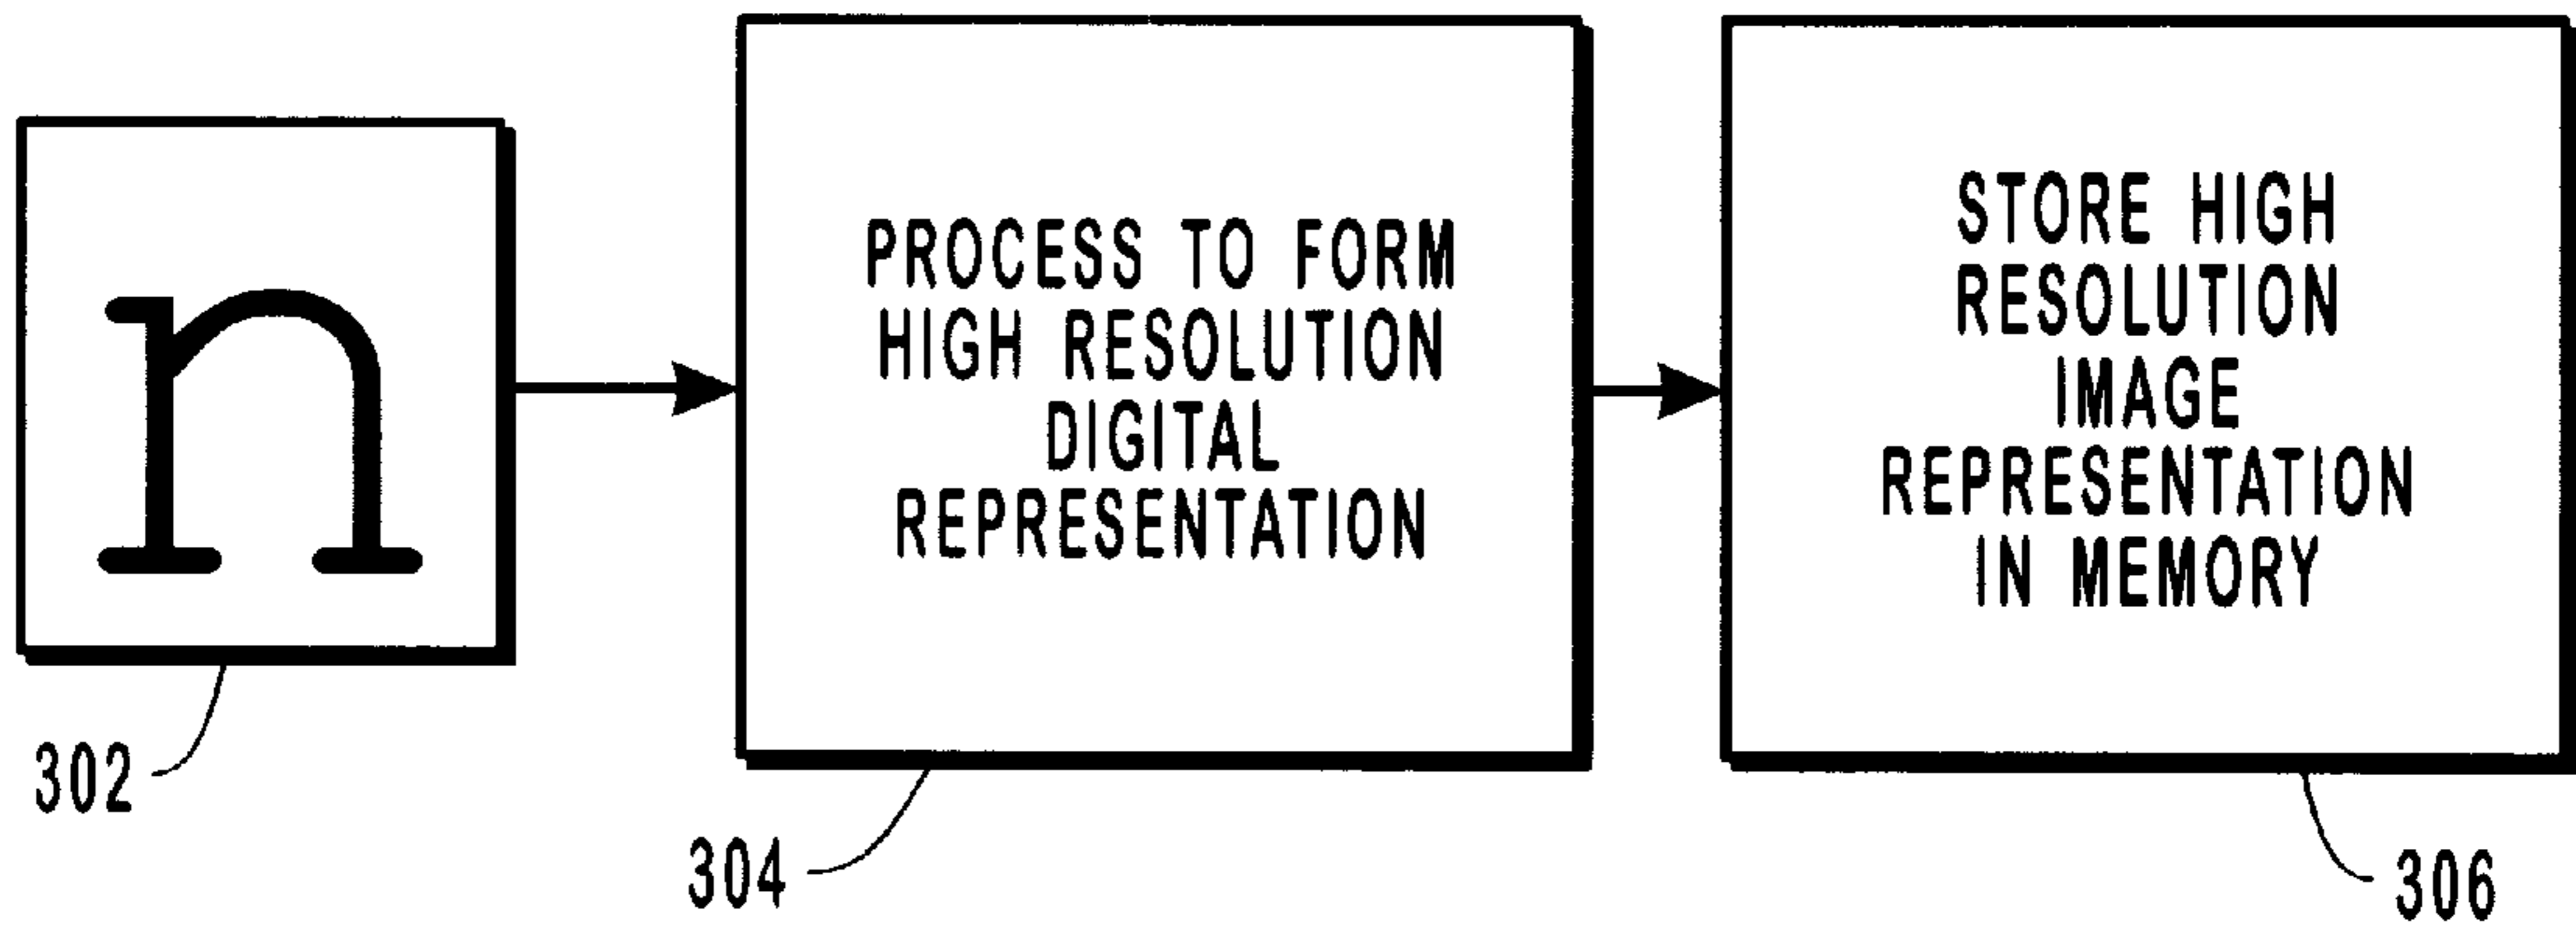 n
PROCESS TO FORM
HIGH RESOLUTION
DIGITAL
REPRESENTATION
STORE HIGH
RESOLUTION
IMAGE
REPRESENTATION
IN MEMORY
302
304
306